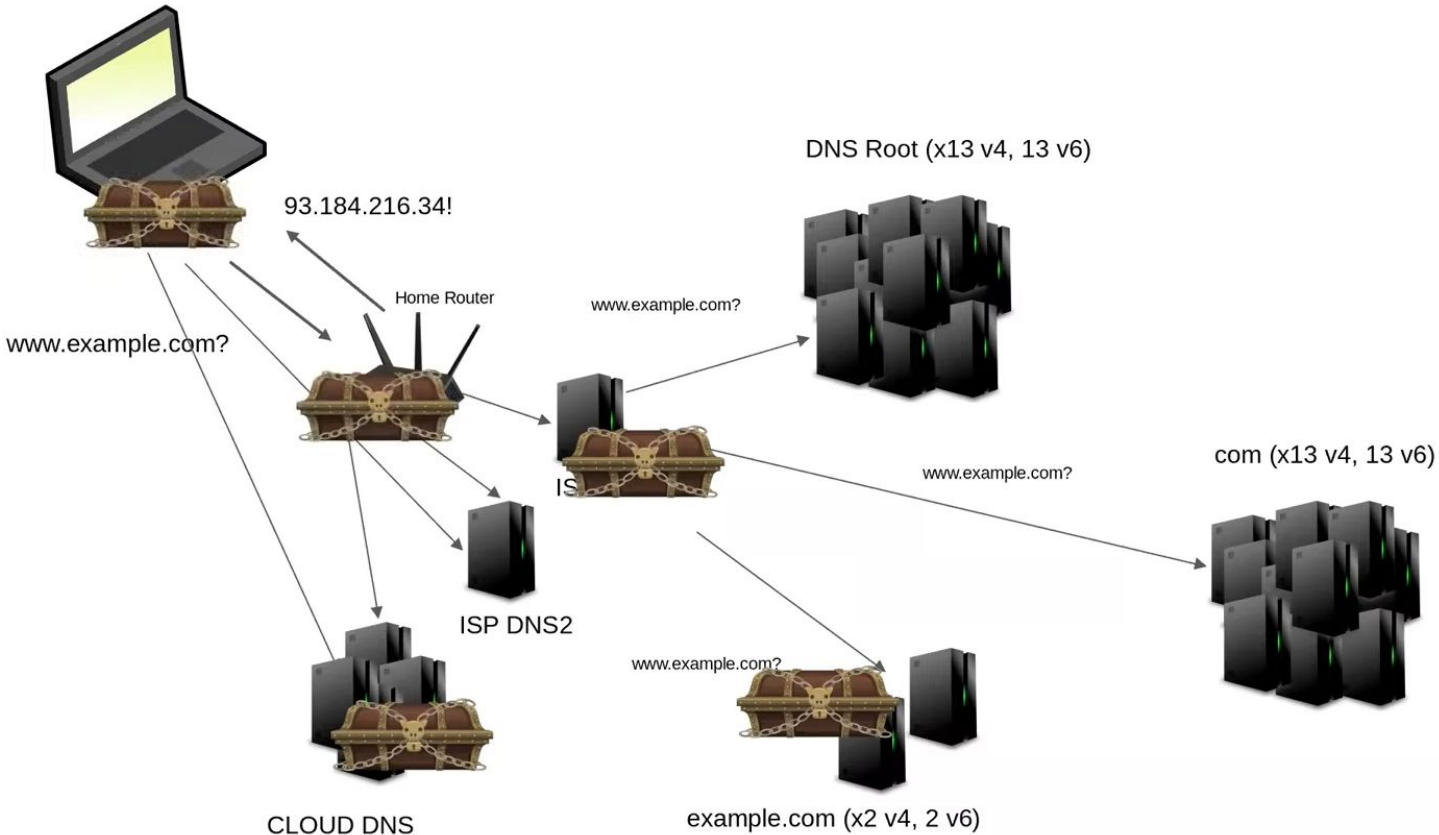 DNS Root (x13 v4, 13 v6)
93.184.216.34!
Home Router
www.example.com?
www.example.com?
com (x13 v4, 13 v6)
www.example.com?
IS
ISP DNS2
www.example.com?
CLOUD DNS
example.com (x2 v4, 2 v6)